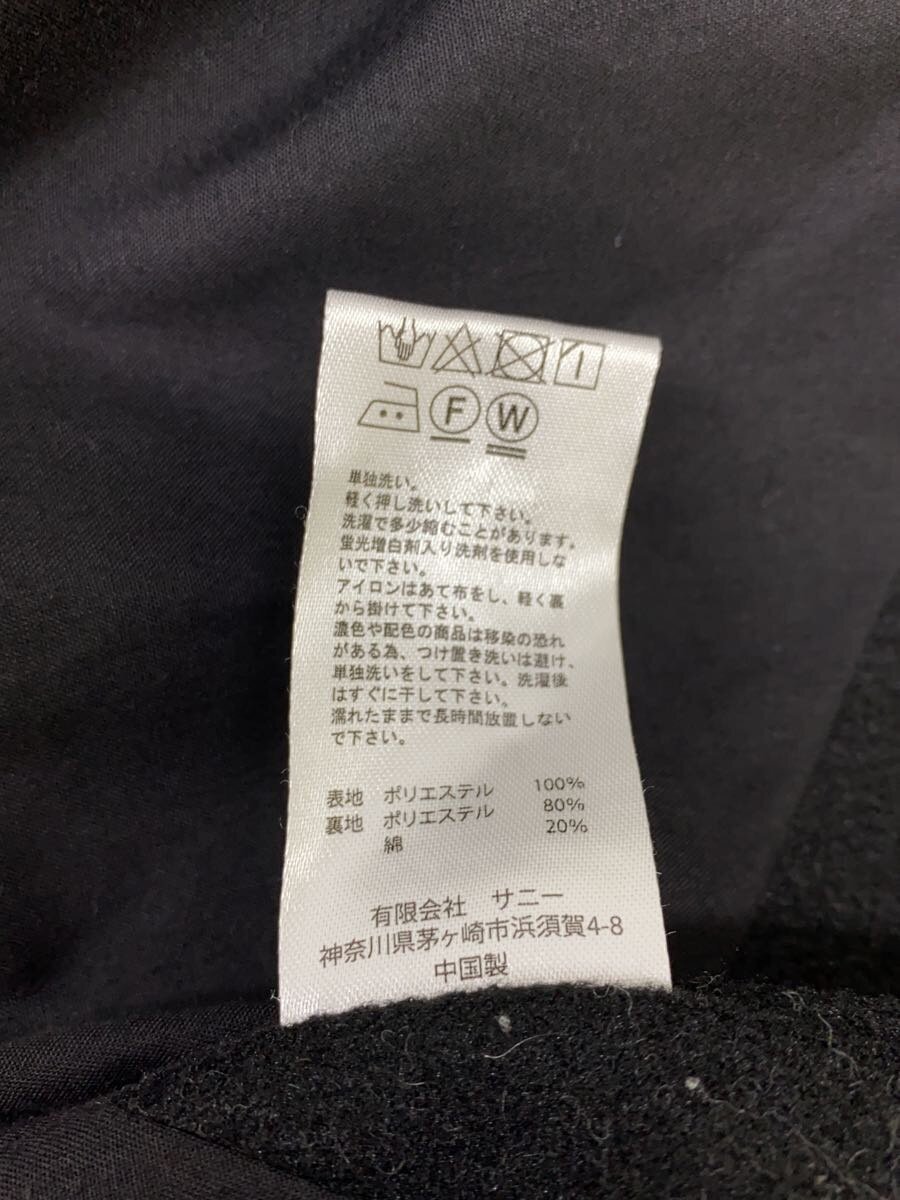 F W
単独洗い。
軽く押し洗いして下さい。
洗濯で多少縮むことがあります。
蛍光増白剤入り洗剤を使用しな
いで下さい。
アイロンはあて布をし、軽く裏
から掛けて下さい。
濃色や配色の商品は移染の恐れ
がある為、つけ置き洗いは避け、
単独洗いをして下さい。洗濯後
はすぐに干して下さい。
濡れたままで長時間放置しない
で下さい。
表地 ポリエステル 100%
裏地 ポリエステル 80%
綿 20%
有限会社 サニー
神奈川県茅ヶ崎市浜須賀4-8
中国製